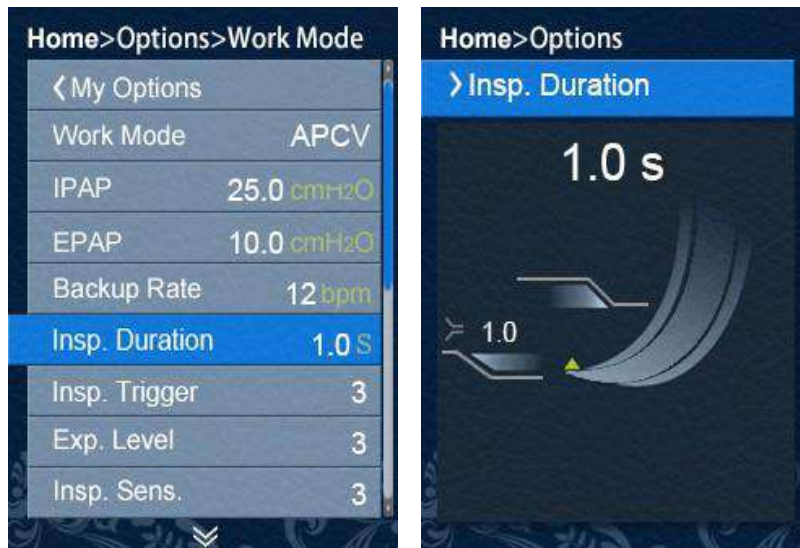 Home>Options>Work Mode
My Options
Work Mode APCV
IPAP 25.0 cmH2O
EPAP 10.0 cmH2O
Backup Rate 12 bpm
Insp. Duration 1.0 S
Insp. Trigger 3
Exp. Level 3
Insp. Sens. 3
Home>Options
Insp. Duration
1.0 s
1.0